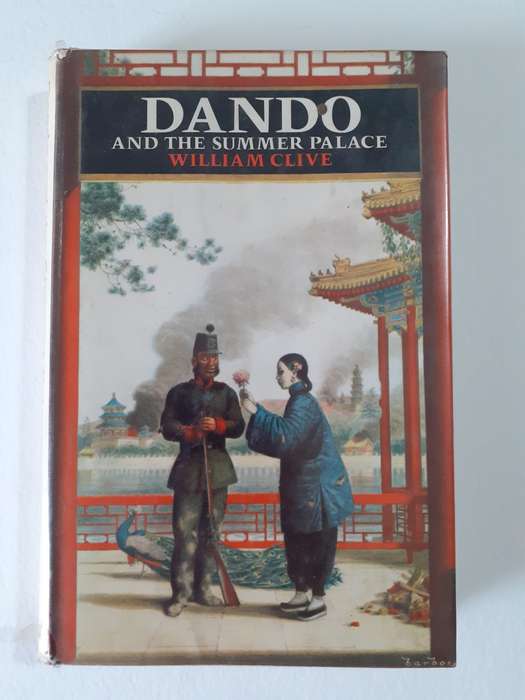 DANDO
AND THE SUMMER PALACE
WILLIAM CLIVE